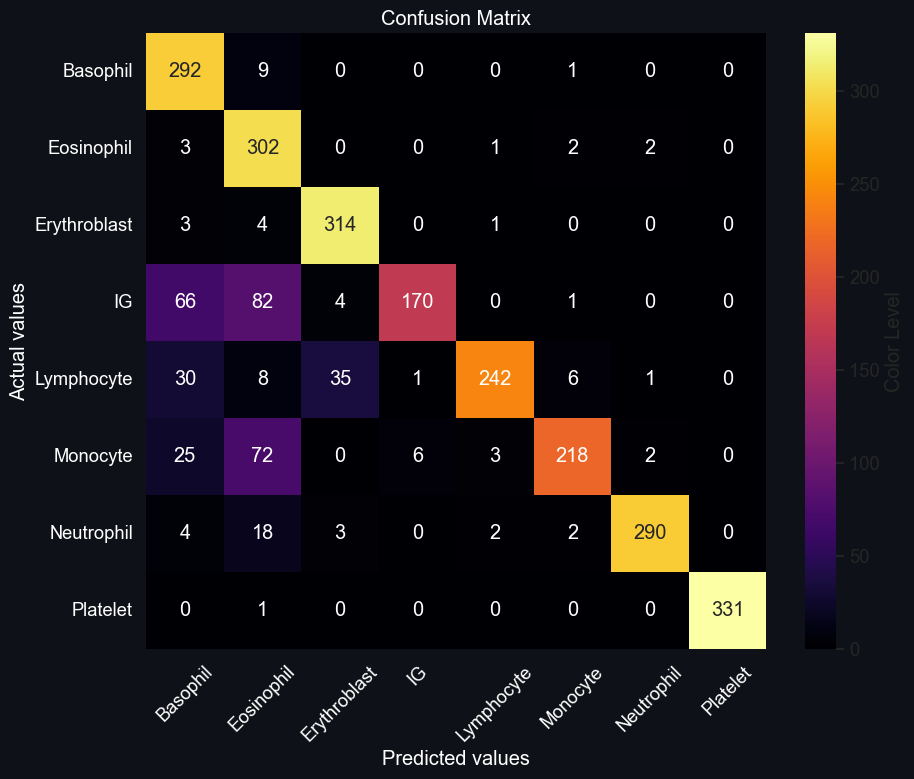 Confusion Matrix
Basophil 292 9 0 0 0 1 0 0
Eosinophil 3 302 0 0 1 2 2 0
Erythroblast 3 4 314 0 1 0 0 0
IG 66 82 4 170 0 1 0 0
Lymphocyte 30 8 35 1 242 6 1 0
Monocyte 25 72 0 6 3 218 2 0
Neutrophil 4 18 3 0 2 2 290 0
Platelet 0 1 0 0 0 0 0 331
Basophil Eosinophil Erythroblast IG Lymphocyte Monocyte Neutrophil Platelet
Predicted values
Actual values
300
250
200
150
100
50
0
Color Level